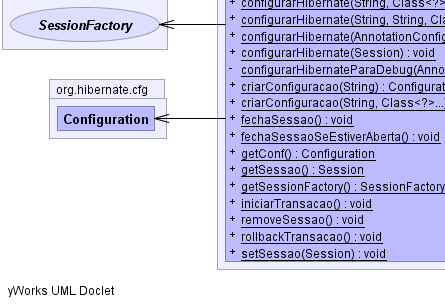 SessionFactory
org.hibernate.cfg
Configuration
+ configurarHibernate(String, Class<?>
+ configurarHibernate(String, String, Cla
+ configurarHibernate(AnnotationConfig
+ configurarHibernate(Session) : void
- configurarHibernateParaDebug(Anno
+ criarConfiguracao(String) : Configurat
+ criarConfiguracao(String, Class<?>...)
+ fechaSessao() : void
+ fechaSessaoSeEstiverAberta() : void
+ getConf() : Configuration
+ getSessao() : Session
+ getSessionFactory() : SessionFactory
+ iniciarTransacao() : void
+ removeSessao() : void
+ rollbackTransacao() : void
+ setSessao(Session) : void
yWorks UML Doclet